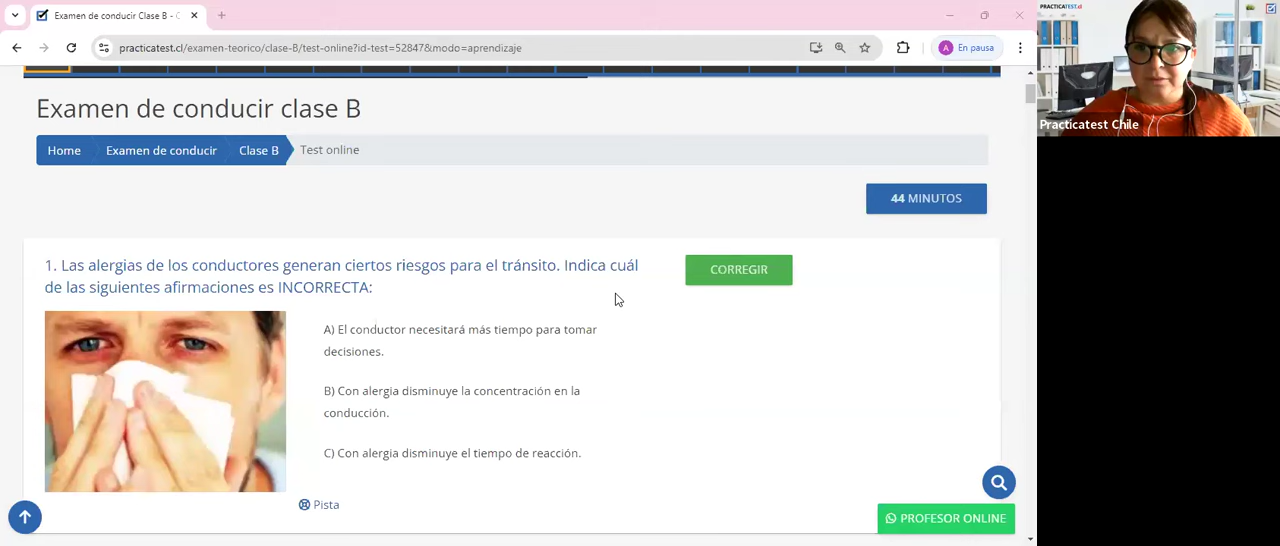 Examen de conducir Clase B - C
practicatest.cl/examen-teorico/clase-B/test-online?id-test=52847&modo=aprendizaje
A
En pausa
PRACTICATEST.cl
Practicatest Chile
Examen de conducir clase B
Home
Examen de conducir
Clase B
Test online
44 MINUTOS
1. Las alergias de los conductores generan ciertos riesgos para el tránsito. Indica cuál
de las siguientes afirmaciones es INCORRECTA:
CORREGIR
A) El conductor necesitará más tiempo para tomar
decisiones.
B) Con alergia disminuye la concentración en la
conducción.
C) Con alergia disminuye el tiempo de reacción.
Pista
PROFESOR ONLINE